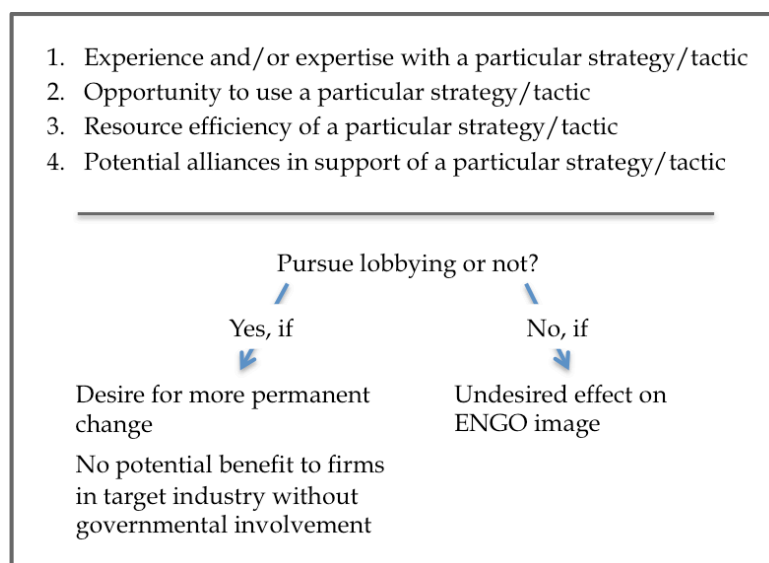 1. Experience and/or expertise with a particular strategy/tactic
2. Opportunity to use a particular strategy/tactic
3. Resource efficiency of a particular strategy/tactic
4. Potential alliances in support of a particular strategy/tactic
Pursue lobbying or not?
Yes, if
No, if
Desire for more permanent
change
No potential benefit to firms
in target industry without
governmental involvement
Undesired effect on
ENGO image